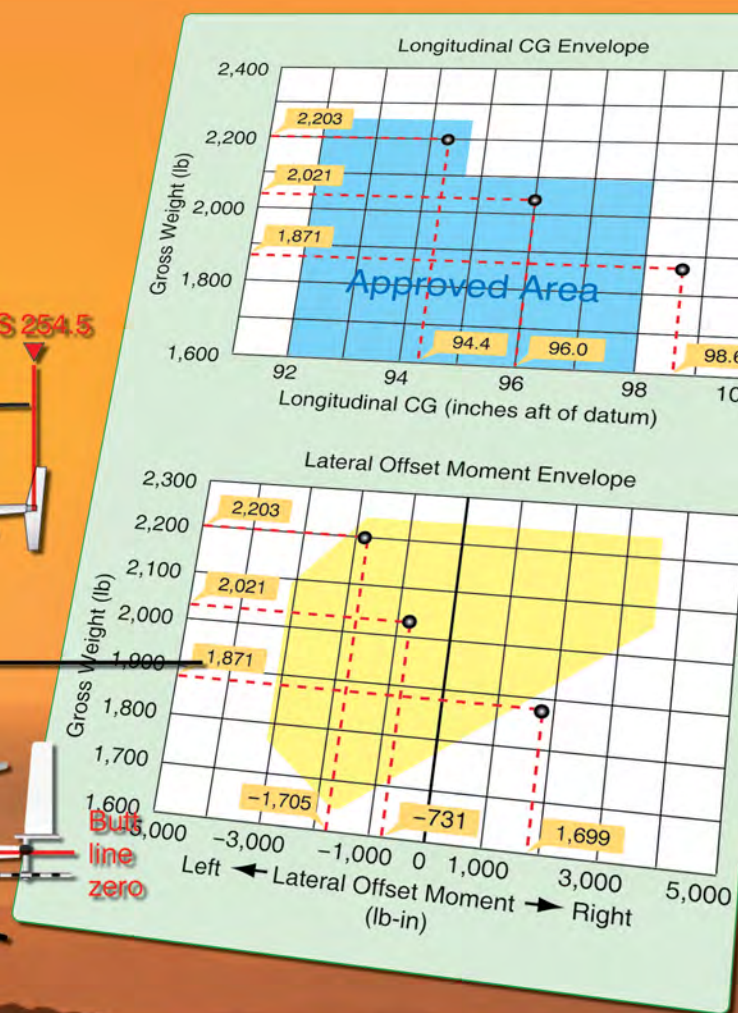 Longitudinal CG Envelope
2,400
2,203
2,200
2,021
2,000
1,871
1,800
Approved Area
1,600
94.4
96.0
98.6
92
94
96
98
Gross Weight (lb)
Longitudinal CG (inches aft of datum)
254.5
Lateral Offset Moment Envelope
2,300
2,203
2,200
2,100
2,021
2,000
1,871
1,900
1,800
1,700
1,600
Gross Weight (lb)
−1,705
−731
1,699
5,000
−3,000
−1,000
0
1,000
3,000
5,000
Left
Lateral Offset Moment
Right
(lb-in)
Butt
line
zero